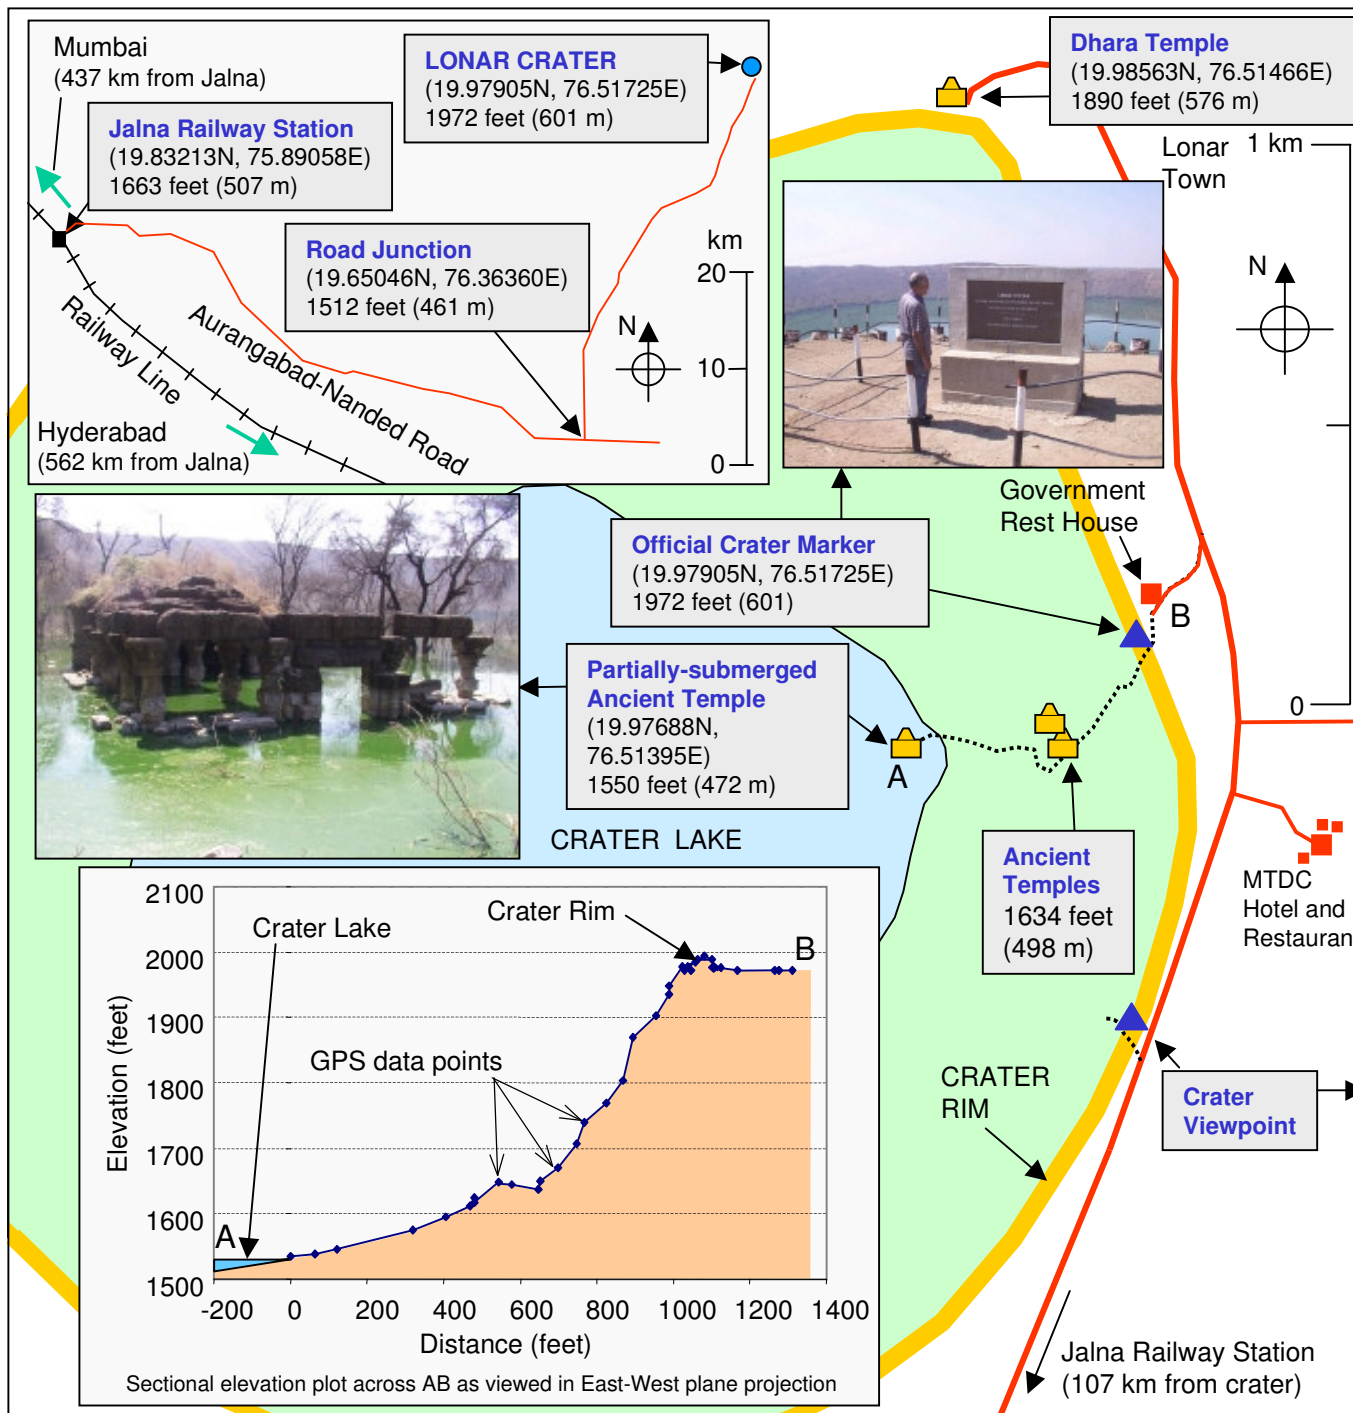 Mumbai
(437 km from Jalna)
LONAR CRATER
(19.97905N, 76.51725E)
1972 feet (601 m)
Dhara Temple
(19.98563N, 76.51466E)
1890 feet (576 m)
Jalna Railway Station
(19.83213N, 75.89058E)
1663 feet (507 m)
Lonar
Town
1 km
Road Junction
(19.65046N, 76.36360E)
1512 feet (461 m)
km
20
10
0
N
N
Railway Line
Aurangabad-Nanded Road
Hyderabad
(562 km from Jalna)
Government
Rest House
Official Crater Marker
(19.97905N, 76.51725E)
1972 feet (601)
B
Partially-submerged
Ancient Temple
(19.97688N,
76.51395E)
1550 feet (472 m)
A
0
CRATER LAKE
Ancient
Temples
1634 feet
(498 m)
MTDC
Hotel and
Restauran
2100
2000
1900
1800
1700
1600
1500
Elevation (feet)
Crater Lake
Crater Rim
B
GPS data points
A
-200 0 200 400 600 800 1000 1200 1400
Distance (feet)
Sectional elevation plot across AB as viewed in East-West plane projection
CRATER
RIM
Crater
Viewpoint
Jalna Railway Station
(107 km from crater)